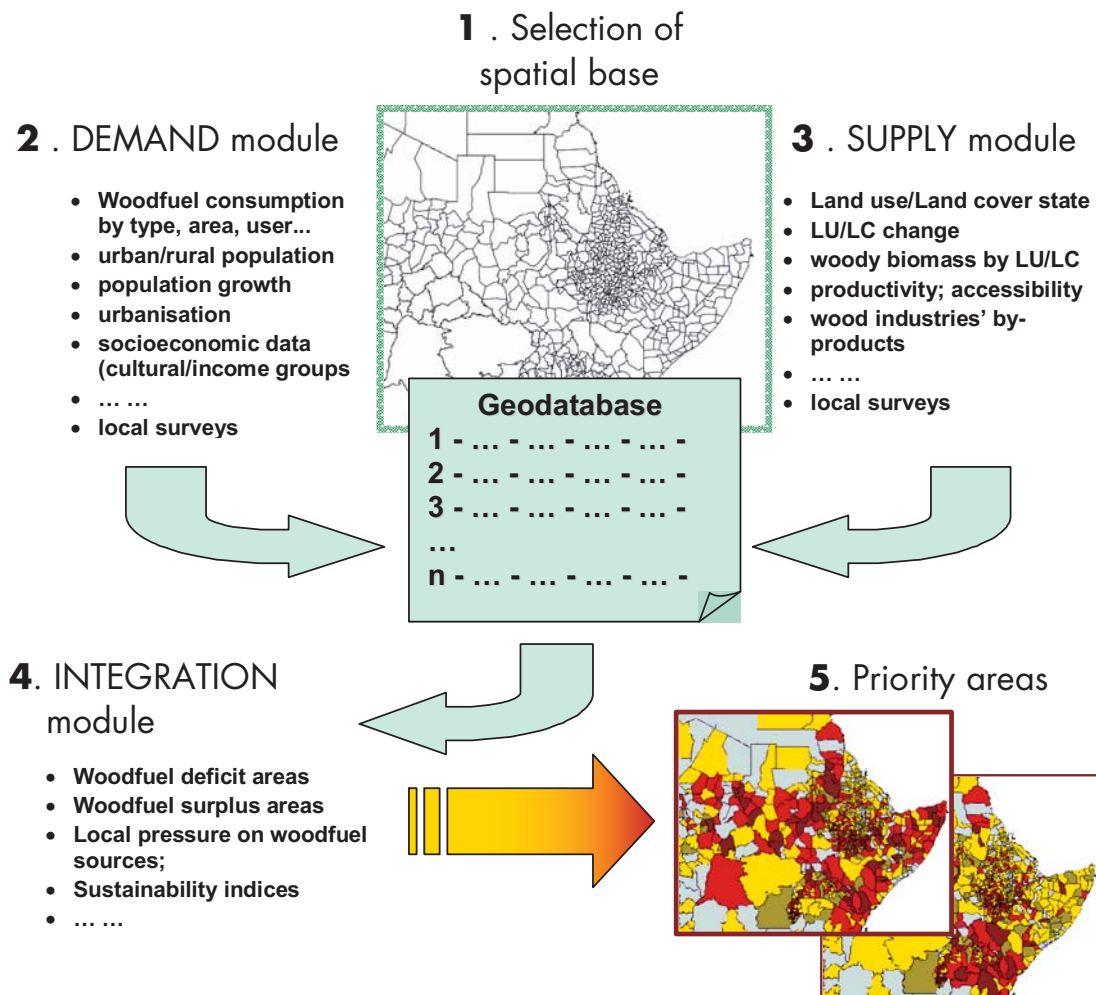 1 . Selection of
spatial base
2 . DEMAND module
• Woodfuel consumption
by type, area, user...
• urban/rural population
• population growth
• urbanisation
• socioeconomic data
(cultural/income groups
• ... ...
• local surveys
3 . SUPPLY module
• Land use/Land cover state
• LU/LC change
• woody biomass by LU/LC
• productivity; accessibility
• wood industries’ by-
products
• ... ...
• local surveys
Geodatabase
1 - ... - ... - ... - ... -
2 - ... - ... - ... - ... -
3 - ... - ... - ... - ... -
...
n - ... - ... - ... - ... -
4. INTEGRATION
module
• Woodfuel deficit areas
• Woodfuel surplus areas
• Local pressure on woodfuel
sources;
• Sustainability indices
• ... ...
5. Priority areas